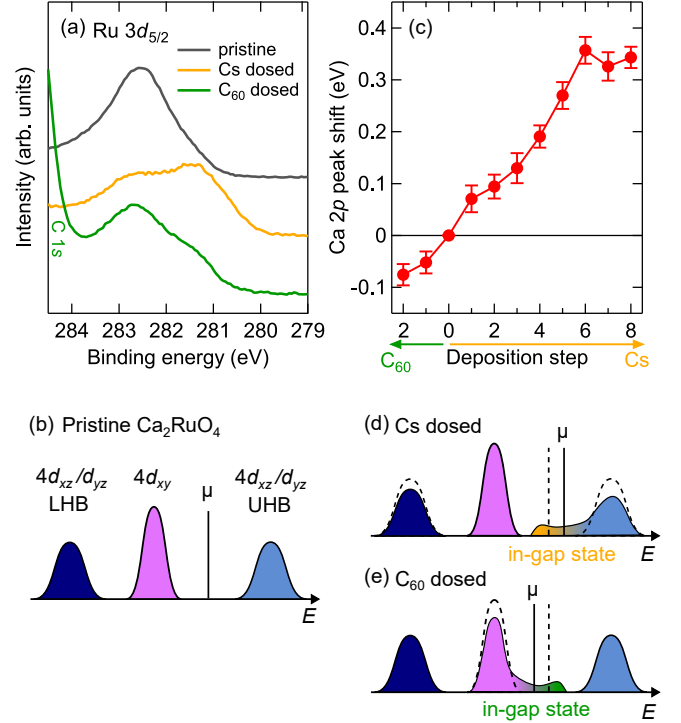 (a) Ru 3d5/2
pristine
Cs dosed
C60 dosed
Intensity (arb. units)
C 1s
284 283 282 281 280 279
Binding energy (eV)
(c)
Ca 2p peak shift (eV)
0.4
0.3
0.2
0.1
0
-0.1
2 0 2 4 6 8
C60 Deposition step Cs
(b) Pristine Ca2RuO4
4dxz/dyz
LHB
4dxy
μ
4dxz/dyz
UHB
E
(d) Cs dosed
μ
in-gap state
E
(e) C60 dosed
μ
in-gap state
E